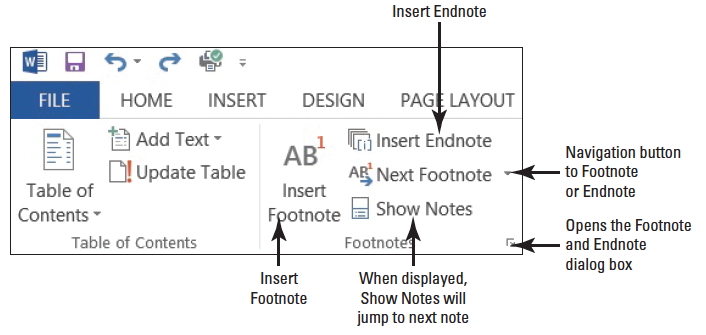 Insert Endnote
W
FILE HOME INSERT DESIGN PAGE LAYOUT
Add Text
Update Table
Table of
Contents
Table of Contents
AB1
Insert
Footnote
[i] Insert Endnote
AB1 Next Footnote
Show Notes
Footnotes
Navigation button
to Footnote
or Endnote
Opens the Footnote
and Endnote
dialog box
Insert
Footnote
When displayed,
Show Notes will
jump to next note